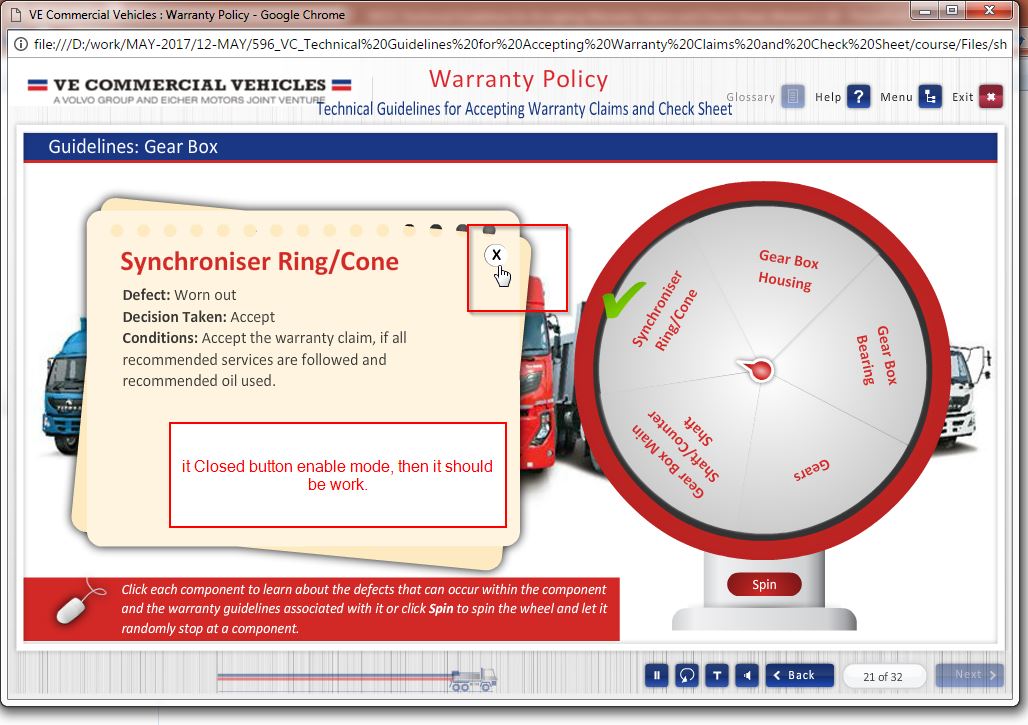 VE Commercial Vehicles : Warranty Policy - Google Chrome
file:///D:/work/MAY-2017/12-MAY/596_VC_Technical%20Guidelines%20for%20Accepting%20Warranty%20Claims%20and%20Check%20Sheet/course/Files/sh
VE COMMERCIAL VEHICLES
A VOLVO GROUP AND EICHER MOTORS JOINT VENTURE
Warranty Policy
Technical Guidelines for Accepting Warranty Claims and Check Sheet
Glossary Help ? Menu Exit
Guidelines: Gear Box
X
Synchroniser Ring/Cone
Defect: Worn out
Decision Taken: Accept
Conditions: Accept the warranty claim, if all
recommended services are followed and
recommended oil used.
it Closed button enable mode, then it should
be work.
Gear Box
Housing
Synchroniser
Ring/Cone
Gear Box
Bearing
Gear Box Main
Shaft/Counter
Shaft
Gears
Spin
Click each component to learn about the defects that can occur within the component
and the warranty guidelines associated with it or click Spin to spin the wheel and let it
randomly stop at a component.
T Back 21 of 32 Next